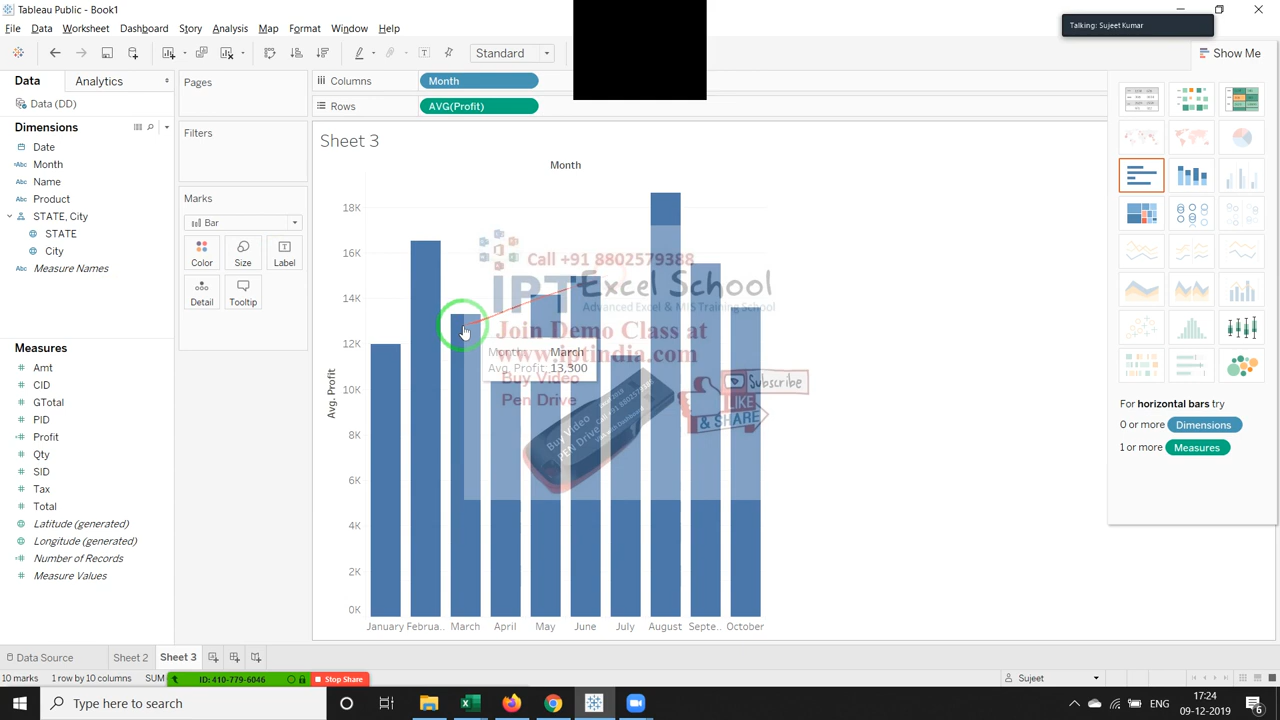 Tableau Public - Book1
Talking: Sujeet Kumar
File Data Worksheet Dashboard Story Analysis Map Format Window Help
Standard
Show Me
Data Analytics
Pages
Columns Month
Data (DD)
Rows AVG(Profit)
Dimensions
Filters
Sheet 3
Date
Month
Name
Product
STATE, City
STATE
City
Measure Names
Marks
Bar
Color Size Label
Detail Tooltip
Measures
Amt
CID
GTotal
PID
Profit
Qty
SID
Tax
Total
Latitude (generated)
Longitude (generated)
Number of Records
Measure Values
Month
Avg. Profit
18K
16K
14K
12K
10K
8K
6K
4K
2K
0K
January Februa.. March April May June July August Septe.. October
Call +91 8802579388
IPT Excel School
Advanced Excel & MIS Training School
Join Demo Class at
www.iptindia.com
Month: March
Avg. Profit: 13,300
Buy Video
Pen Drive
Buy Video
PEN Drive
Call +91 8802579388
Subscribe
LIKE
& SHARE
For horizontal bars try
0 or more Dimensions
1 or more Measures
Data Source Sheet 2 Sheet 3
10 marks 1 row by 10 columns SUM
ID: 410-779-6046 Stop Share
Sujeet
Type here to search
ENG
17:24
09-12-2019
6